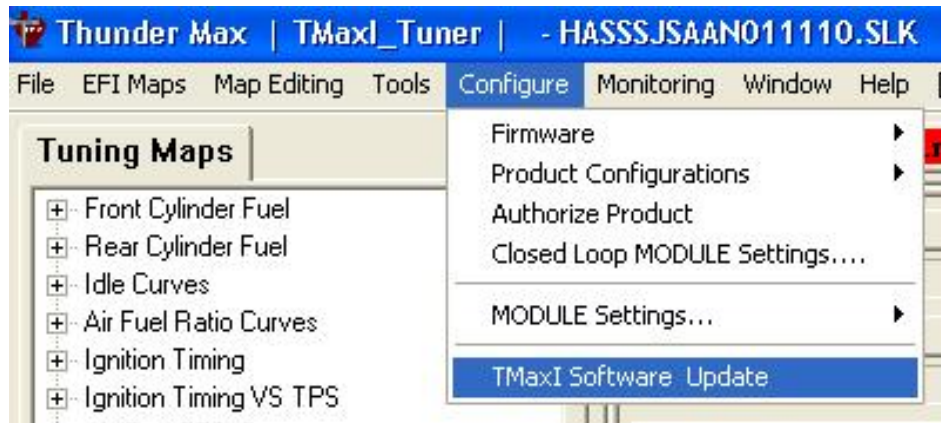 Thunder Max | TMaxI_Tuner | - HASSSJSAAN011110.SLK
File EFI Maps Map Editing Tools Configure Monitoring Window Help
Tuning Maps
Firmware
Product Configurations
Authorize Product
Closed Loop MODULE Settings....
MODULE Settings...
TMaxI Software Update
Front Cylinder Fuel
Rear Cylinder Fuel
Idle Curves
Air Fuel Ratio Curves
Ignition Timing
Ignition Timing VS TPS